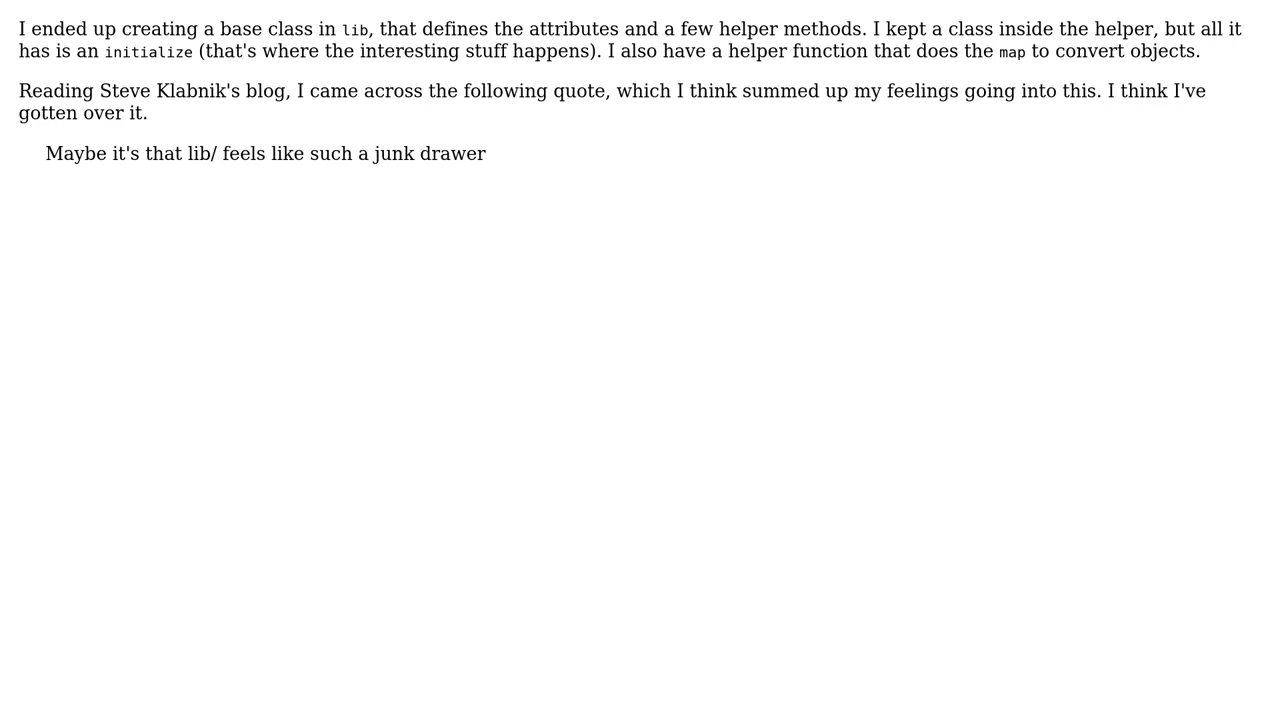 I ended up creating a base class in lib, that defines the attributes and a few helper methods. I kept a class inside the helper, but all it
has is an initialize (that's where the interesting stuff happens). I also have a helper function that does the map to convert objects.
Reading Steve Klabnik's blog, I came across the following quote, which I think summed up my feelings going into this. I think I've
gotten over it.
Maybe it's that lib/ feels like such a junk drawer